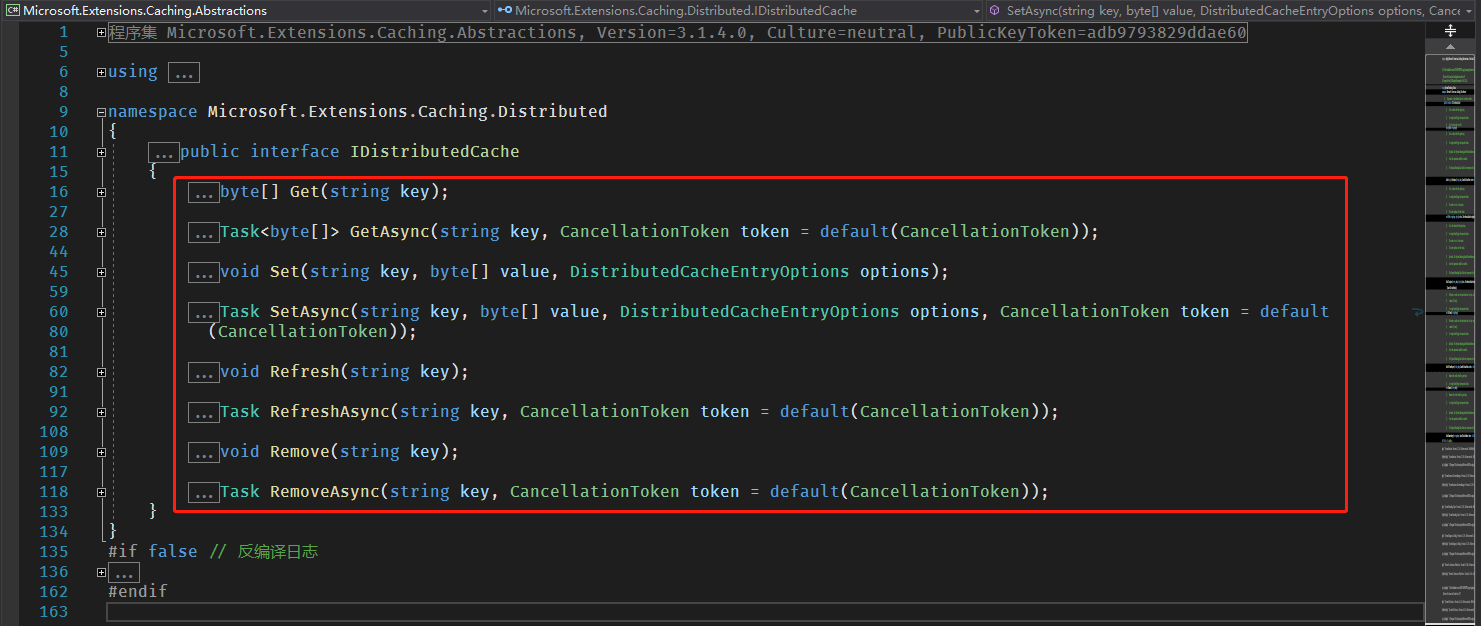 C# Microsoft.Extensions.Caching.Abstractions Microsoft.Extensions.Caching.Distributed.IDistributedCache SetAsync(string key, byte[] value, DistributedCacheEntryOptions options, Cance
1 程序集 Microsoft.Extensions.Caching.Abstractions, Version=3.1.4.0, Culture=neutral, PublicKeyToken=adb9793829ddae60
5
6 using ...
8
9 namespace Microsoft.Extensions.Caching.Distributed
10 {
11 ...public interface IDistributedCache
15 {
16 ...byte[] Get(string key);
27
28 ...Task<byte[]> GetAsync(string key, CancellationToken token = default(CancellationToken));
44
45 ...void Set(string key, byte[] value, DistributedCacheEntryOptions options);
59
60 ...Task SetAsync(string key, byte[] value, DistributedCacheEntryOptions options, CancellationToken token = default
80 (CancellationToken));
81
82 ...void Refresh(string key);
91
92 ...Task RefreshAsync(string key, CancellationToken token = default(CancellationToken));
108
109 ...void Remove(string key);
117
118 ...Task RemoveAsync(string key, CancellationToken token = default(CancellationToken));
133 }
134 }
135 #if false // 反编译日志
136 ...
162 #endif
163